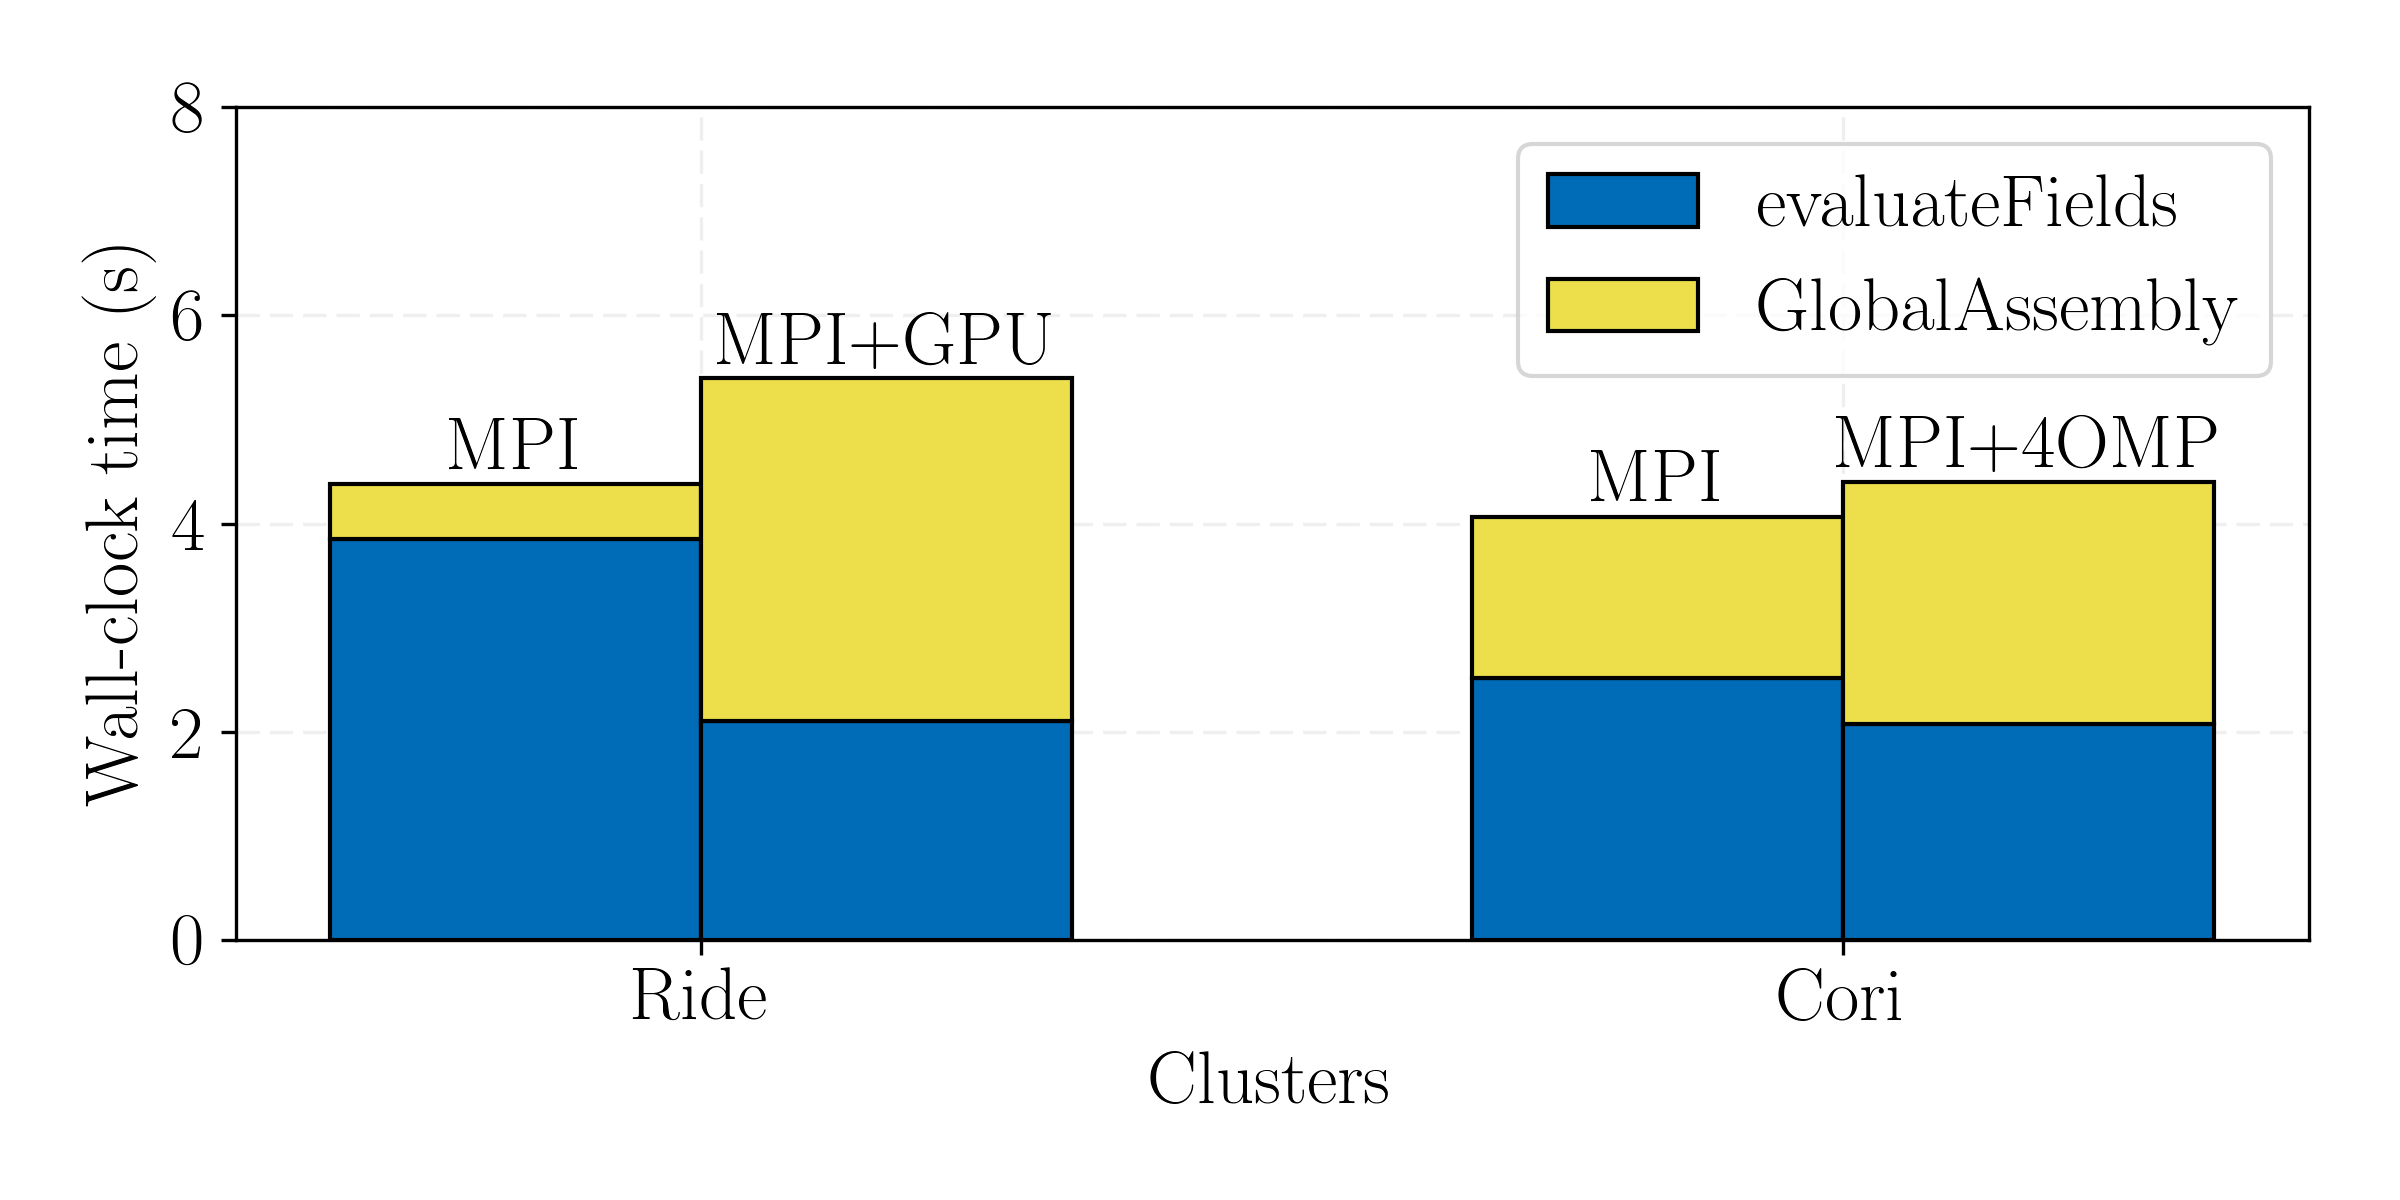 8
6
4
2
0
Wall-clock time (s)
MPI
MPI+GPU
MPI
MPI+4OMP
evaluateFields
GlobalAssembly
Ride
Cori
Clusters